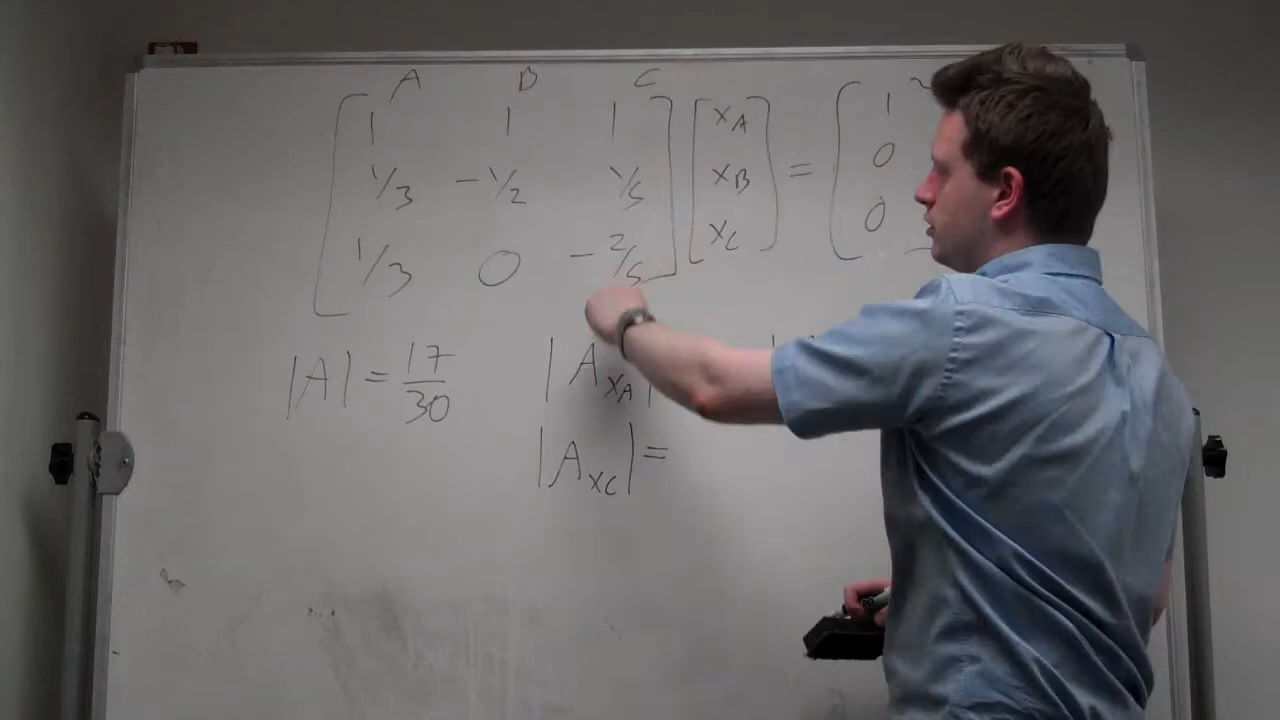 A B C
1 1 1 x_A 1
1/3 -1/2 1/5 x_B = 0
1/3 0 -2/5 x_C 0
|A| = 17/30 |A_xA|
|A_xC| =